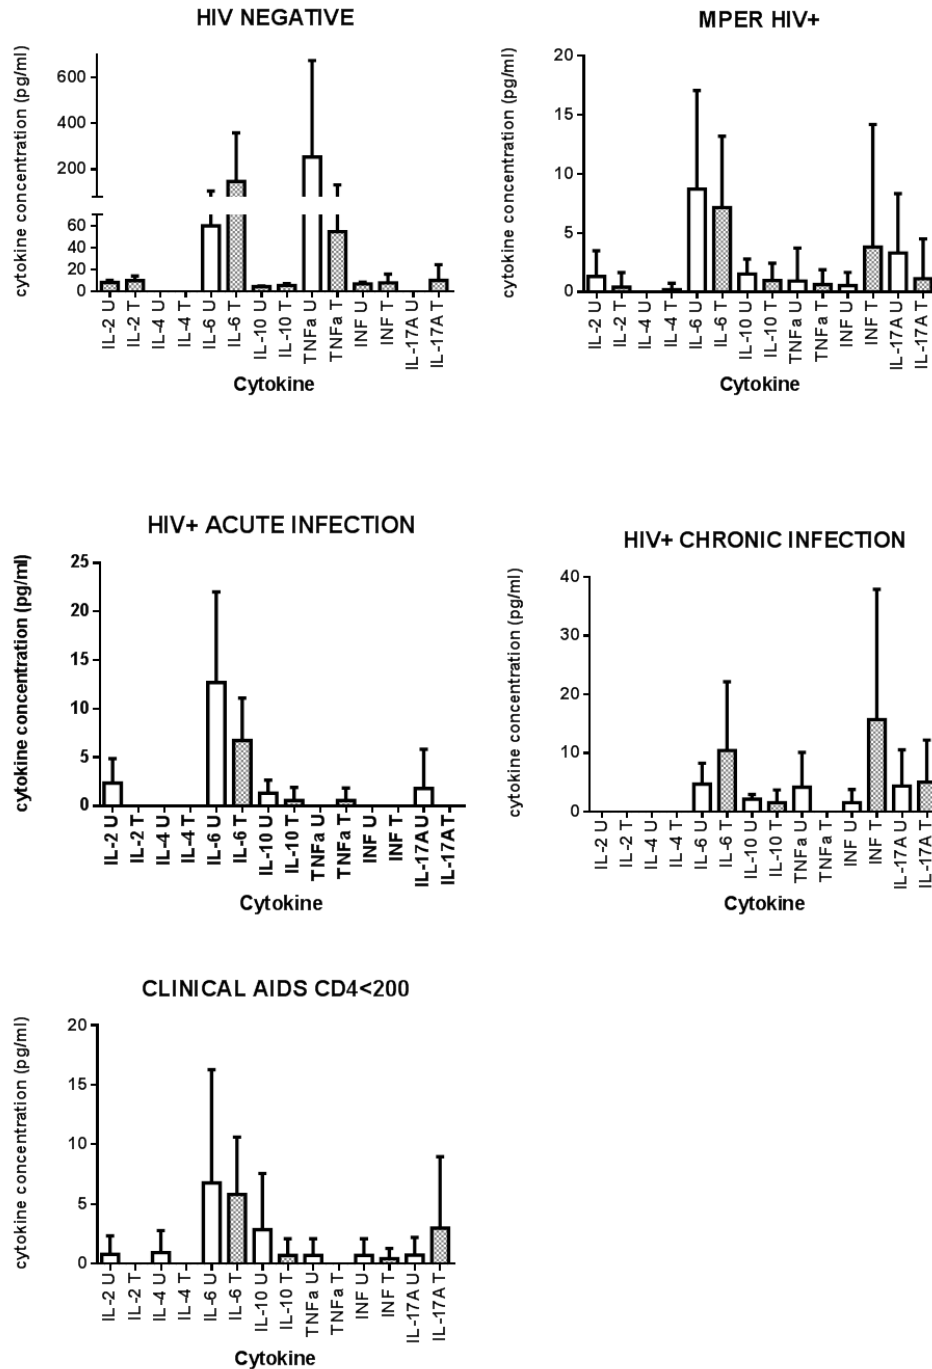 HIV NEGATIVE
cytokine concentration (pg/ml)
600
400
200
60
40
20
0
IL-2 U
IL-2 T
IL-4 U
IL-4 T
IL-6 U
IL-6 T
IL-10 U
IL-10 T
TNFa U
TNFa T
INF U
INF T
IL-17A U
IL-17A T
Cytokine
MPER HIV+
cytokine concentration (pg/ml)
20
15
10
5
0
IL-2 U
IL-2 T
IL-4 U
IL-4 T
IL-6 U
IL-6 T
IL-10 U
IL-10 T
TNFa U
TNFa T
INF U
INF T
IL-17A U
IL-17A T
Cytokine
HIV+ ACUTE INFECTION
cytokine concentration (pg/ml)
25
20
15
10
5
0
IL-2 U
IL-2 T
IL-4 U
IL-4 T
IL-6 U
IL-6 T
IL-10 U
IL-10 T
TNFa U
TNFa T
INF U
INF T
IL-17A U
IL-17A T
Cytokine
HIV+ CHRONIC INFECTION
cytokine concentration (pg/ml)
40
30
20
10
0
IL-2 U
IL-2 T
IL-4 U
IL-4 T
IL-6 U
IL-6 T
IL-10 U
IL-10 T
TNFa U
TNFa T
INF U
INF T
IL-17A U
IL-17A T
Cytokine
CLINICAL AIDS CD4<200
cytokine concentration (pg/ml)
20
15
10
5
0
IL-2 U
IL-2 T
IL-4 U
IL-4 T
IL-6 U
IL-6 T
IL-10 U
IL-10 T
TNFa U
TNFa T
INF U
INF T
IL-17A U
IL-17A T
Cytokine